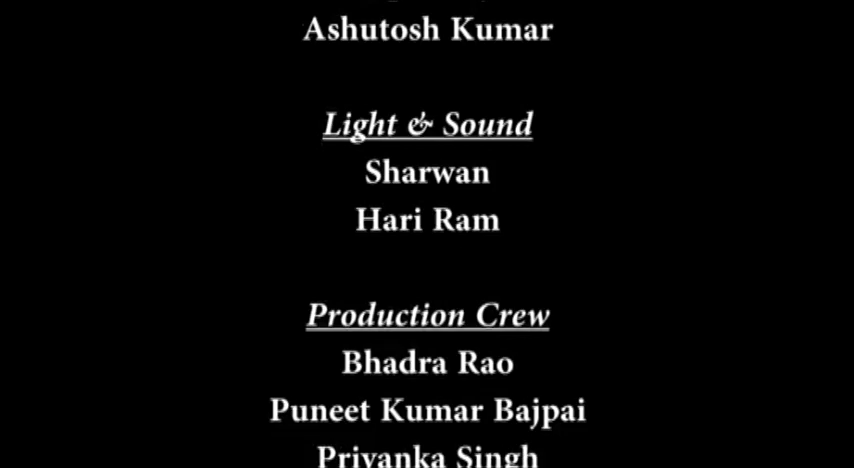 Ashutosh Kumar
Light & Sound
Sharwan
Hari Ram
Production Crew
Bhadra Rao
Puneet Kumar Bajpai
Priyanka Singh